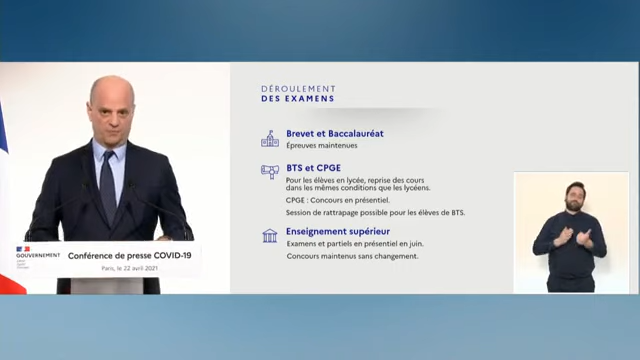 GOUVERNEMENT
Conférence de presse COVID-19
Paris, le 22 avril 2021
DÉROULEMENT
DES EXAMENS
Brevet et Baccalauréat
Épreuves maintenues
BTS et CPGE
Pour les élèves en lycée, reprise des cours
dans les mêmes conditions que les lycéens.
CPGE : Concours en présentiel.
Session de rattrapage possible pour les élèves de BTS.
Enseignement supérieur
Examens et partiels en présentiel en juin.
Concours maintenus sans changement.